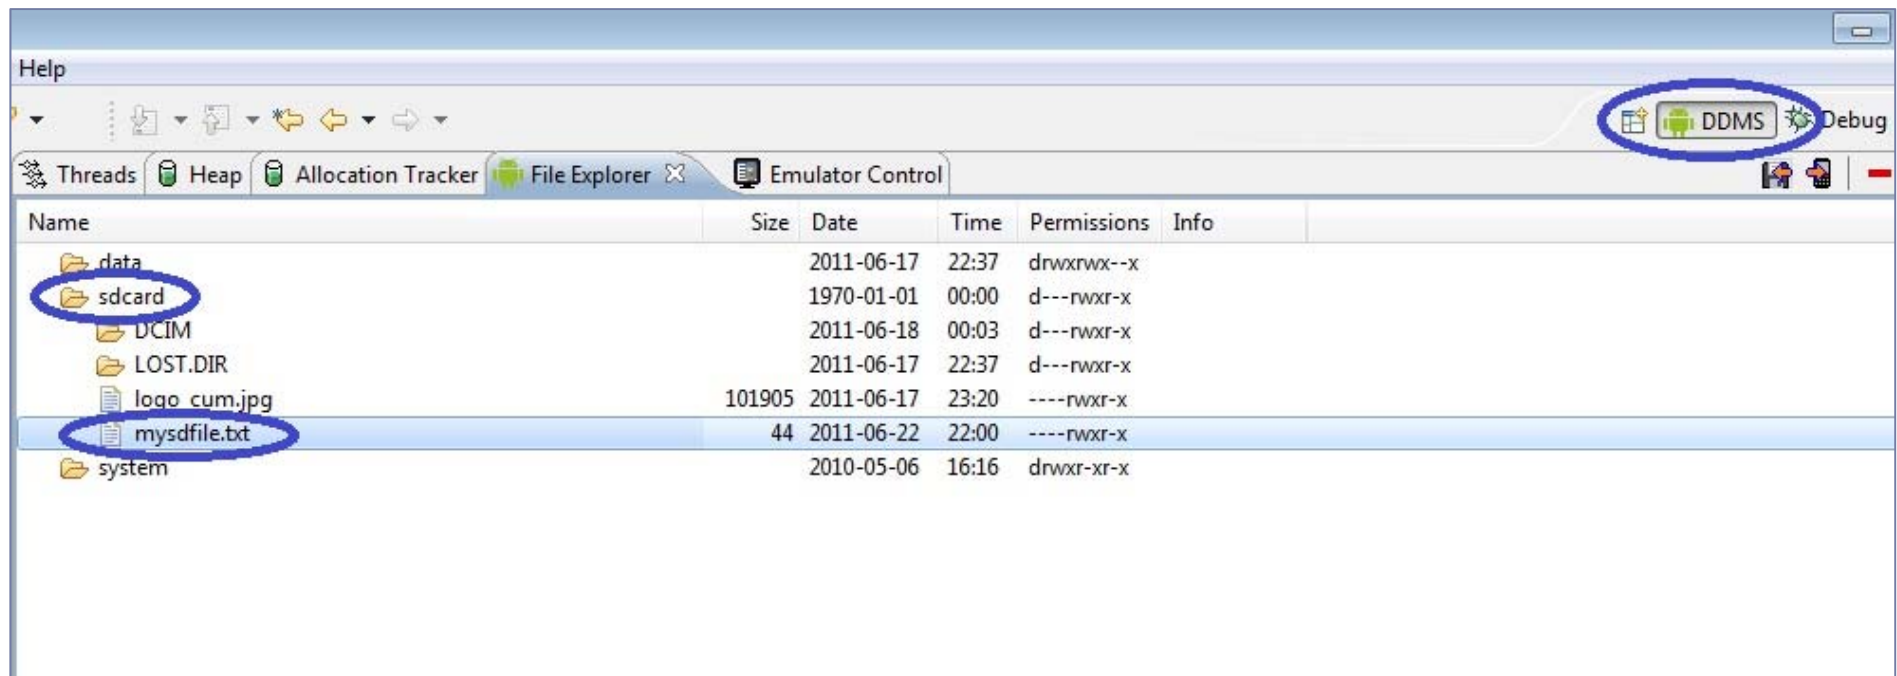 Help
DDMS Debug
Threads Heap Allocation Tracker File Explorer Emulator Control
Name Size Date Time Permissions Info
data 2011-06-17 22:37 drwxrwx--x
sdcard 1970-01-01 00:00 d---rwxr-x
DCIM 2011-06-18 00:03 d---rwxr-x
LOST.DIR 2011-06-17 22:37 d---rwxr-x
logo_cum.jpg 101905 2011-06-17 23:20 ----rwxr-x
mysdfile.txt 44 2011-06-22 22:00 ----rwxr-x
system 2010-05-06 16:16 drwxr-xr-x